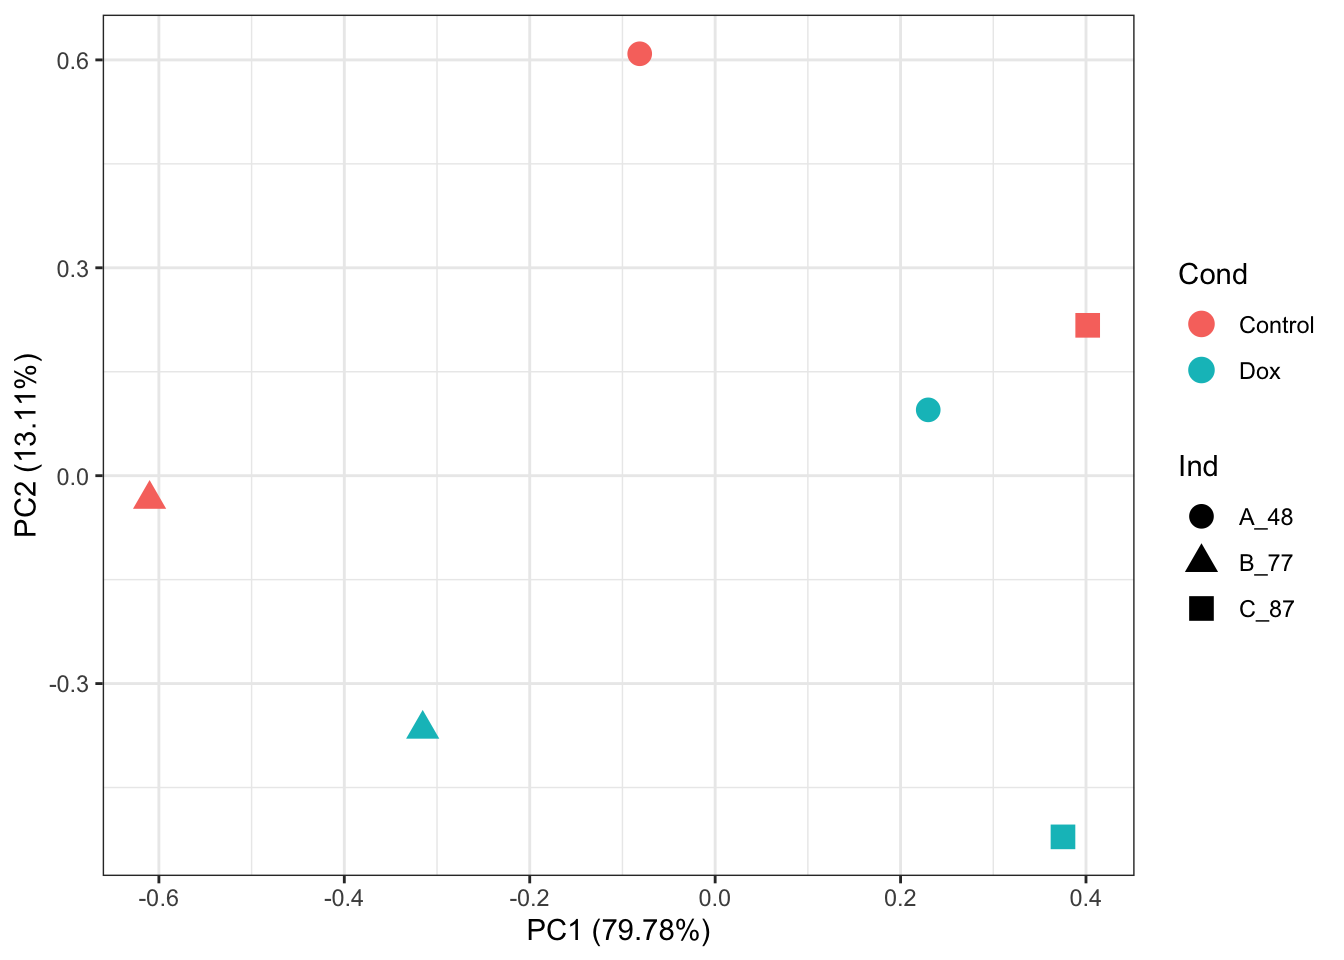 0.6
0.3
0.0
-0.3
PC2 (13.11%)
-0.6
-0.4
-0.2
0.0
0.2
0.4
PC1 (79.78%)
Cond
Control
Dox
Ind
A_48
B_77
C_87